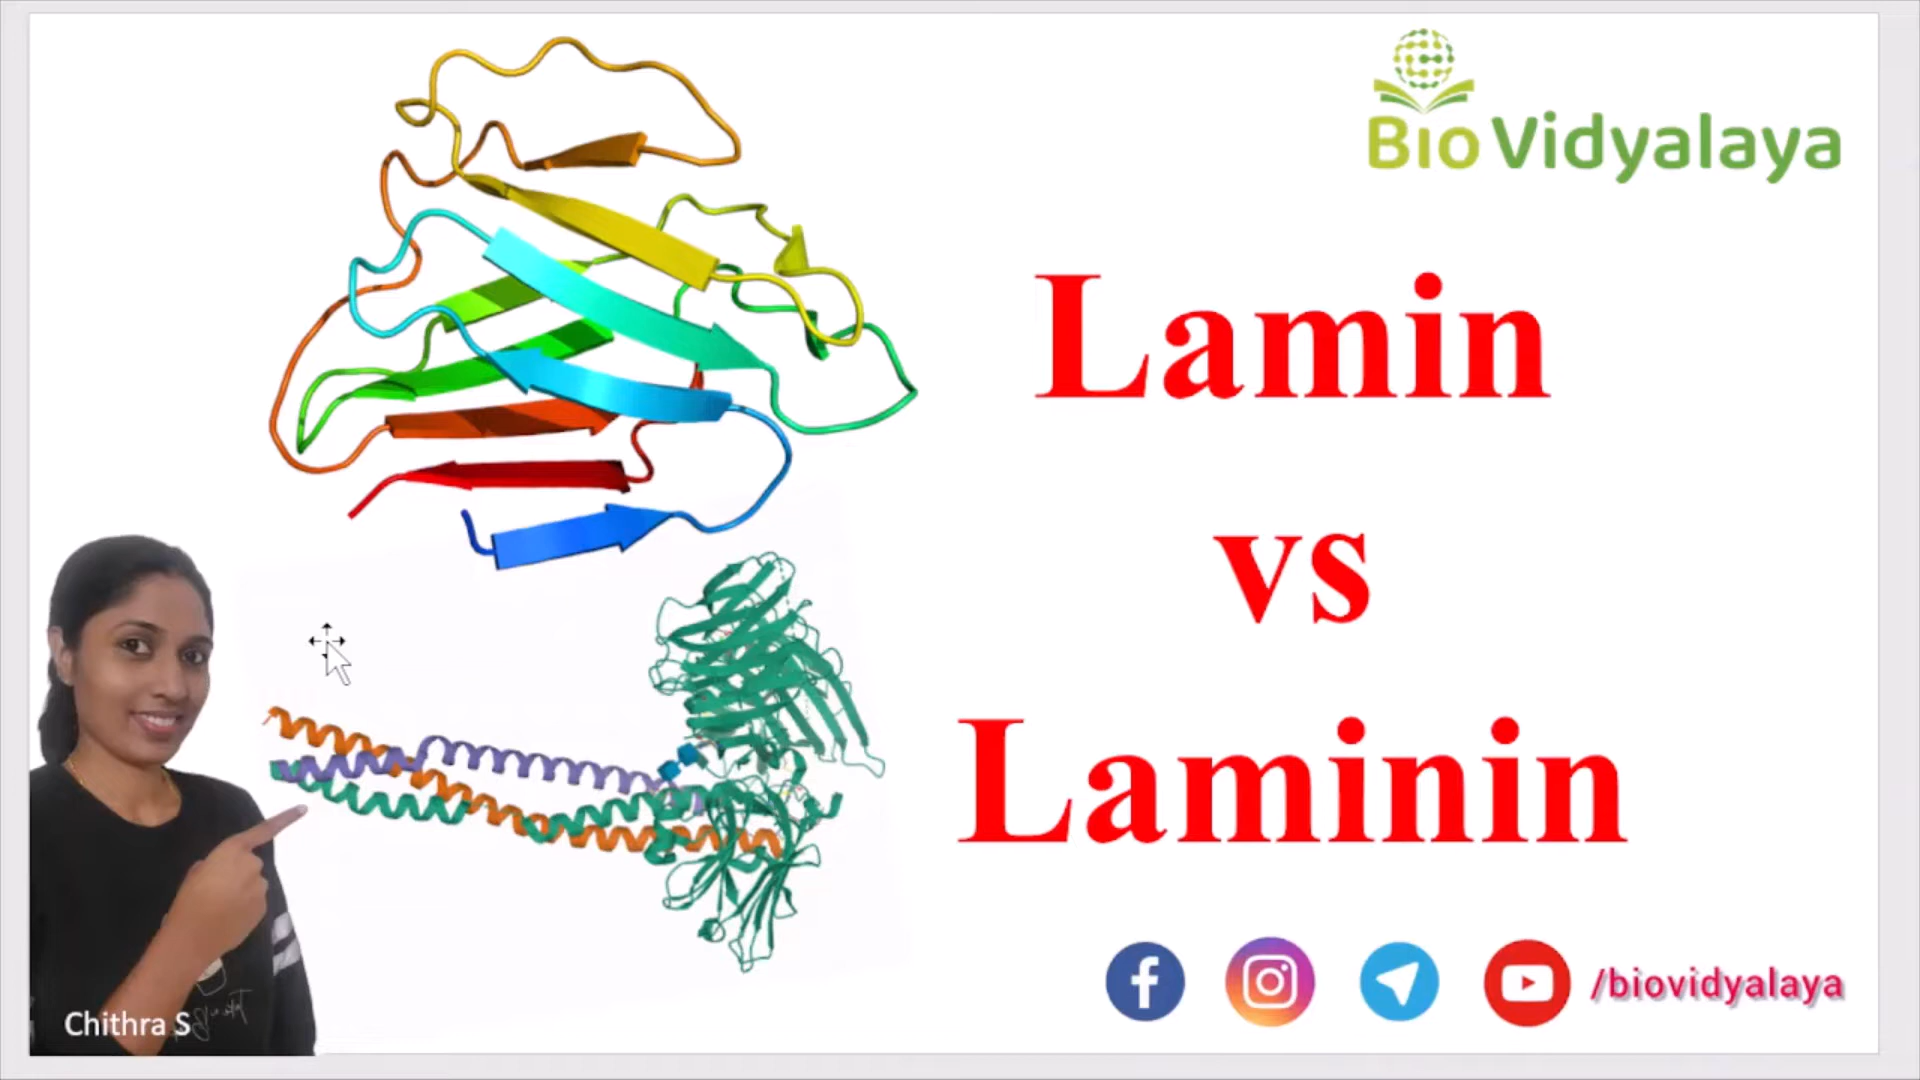 Bio Vidyalaya
Lamin
vs
Laminin
/biovidyalaya
Chithra S